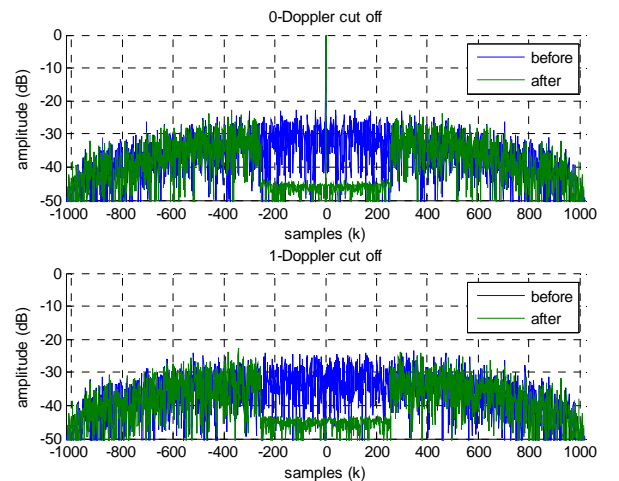 0-Doppler cut off
amplitude (dB)
0
-10
-20
-30
-40
-50
before
after
-1000 -800 -600 -400 -200 0 200 400 600 800 1000
samples (k)
1-Doppler cut off
amplitude (dB)
0
-10
-20
-30
-40
-50
before
after
-1000 -800 -600 -400 -200 0 200 400 600 800 1000
samples (k)